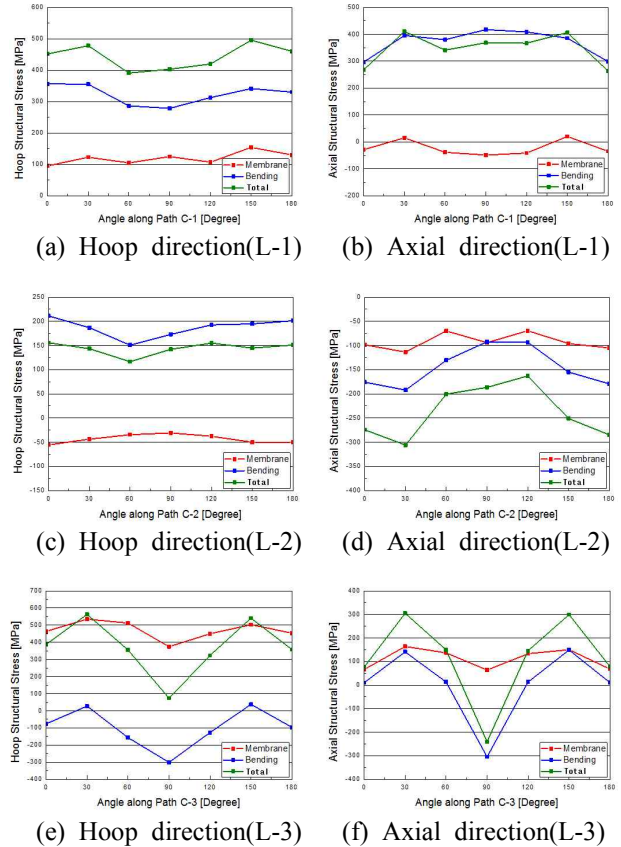 600
500
400
300
200
100
0
Hoop Structural Stress [MPa]
Membrane
Bending
Total
0 30 60 90 120 150 180
Angle along Path C-1 [Degree]
(a) Hoop direction(L-1)
500
400
300
200
100
0
-100
-200
Axial Structural Stress [MPa]
Membrane
Bending
Total
0 30 60 90 120 150 180
Angle along Path C-1 [Degree]
(b) Axial direction(L-1)
250
200
150
100
50
0
-50
-100
-150
Hoop Structural Stress [MPa]
Membrane
Bending
Total
0 30 60 90 120 150 180
Angle along Path C-2 [Degree]
(c) Hoop direction(L-2)
0
-50
-100
-150
-200
-250
-300
-350
-400
Axial Structural Stress [MPa]
Membrane
Bending
Total
0 30 60 90 120 150 180
Angle along Path C-2 [Degree]
(d) Axial direction(L-2)
700
600
500
400
300
200
100
0
-100
-200
-300
-400
Hoop Structural Stress [MPa]
Membrane
Bending
Total
0 30 60 90 120 150 180
Angle along Path C-3 [Degree]
(e) Hoop direction(L-3)
400
300
200
100
0
-100
-200
-300
-400
Axial Structural Stress [MPa]
Membrane
Bending
Total
0 30 60 90 120 150 180
Angle along Path C-3 [Degree]
(f) Axial direction(L-3)